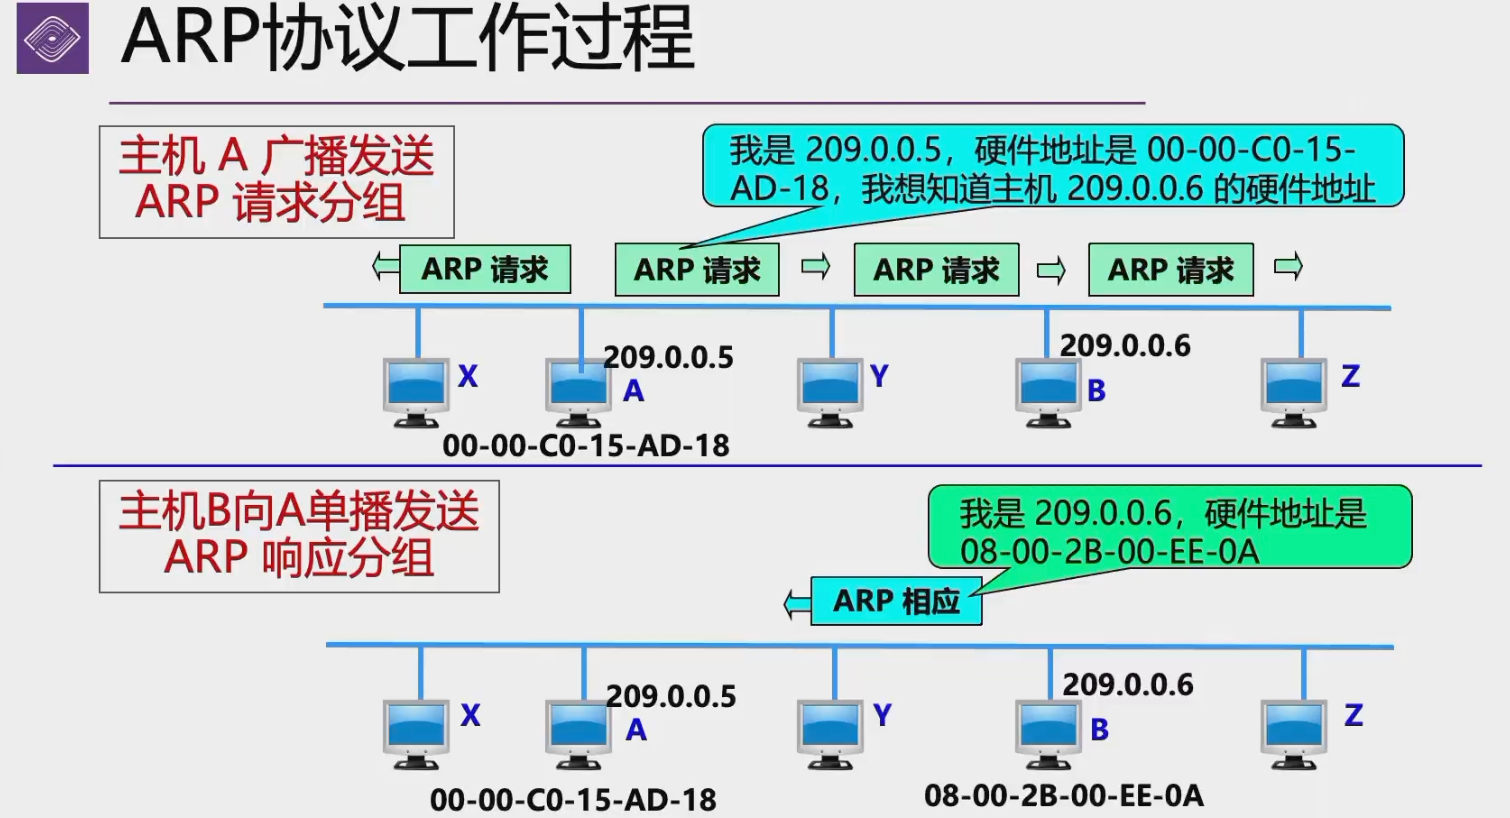 ARP协议工作过程
主机 A 广播发送
ARP 请求分组
我是 209.0.0.5，硬件地址是 00-00-C0-15-
AD-18，我想知道主机 209.0.0.6 的硬件地址
ARP 请求
ARP 请求
ARP 请求
ARP 请求
209.0.0.5
209.0.0.6
X
A
Y
B
Z
00-00-C0-15-AD-18
主机B向A单播发送
ARP 响应分组
我是 209.0.0.6，硬件地址是
08-00-2B-00-EE-0A
ARP 相应
209.0.0.5
209.0.0.6
X
A
Y
B
Z
00-00-C0-15-AD-18
08-00-2B-00-EE-0A